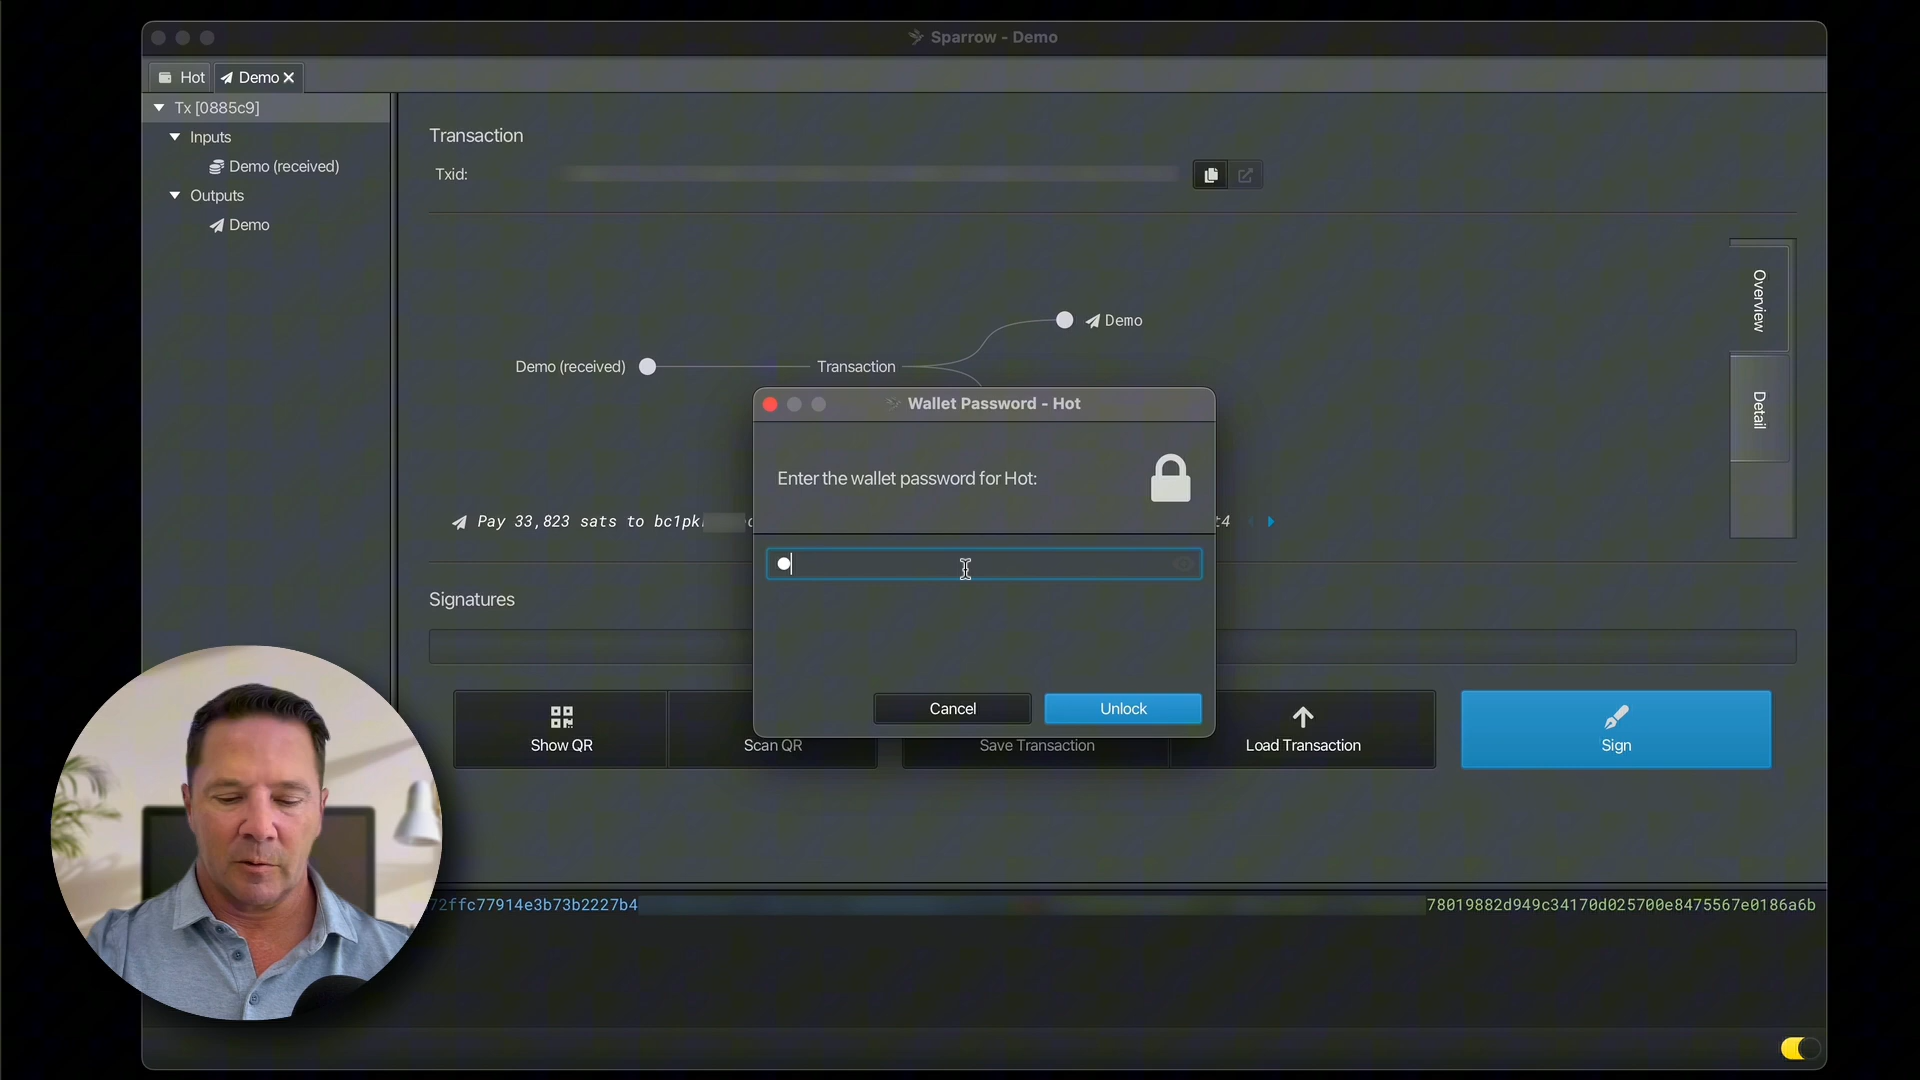 Sparrow - Demo
Hot
Demo
Tx [0885c9]
Inputs
Demo (received)
Outputs
Demo
Transaction
Txid:
Overview
Detail
Demo
Demo (received)
Transaction
Wallet Password - Hot
Enter the wallet password for Hot:
Pay 33,823 sats to bc1pk
t4
Signatures
Cancel
Unlock
Show QR
Scan QR
Save Transaction
Load Transaction
Sign
72ffc77914e3b73b2227b4
78019882d949c34170d025700e8475567e0186a6b